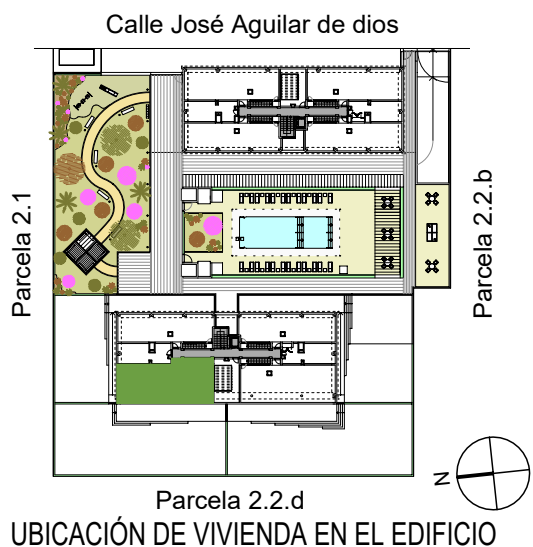 Calle José Aguilar de dios
Parcela 2.1
Parcela 2.2.b
N
Parcela 2.2.d
UBICACIÓN DE VIVIENDA EN EL EDIFICIO